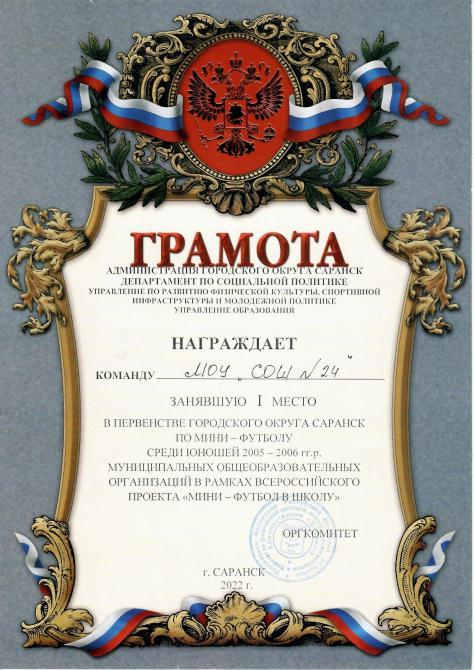 ГРАМОТА
АДМИНИСТРАЦИЯ ГОРОДСКОГО ОКРУГА САРАНСК
ДЕПАРТАМЕНТ ПО СОЦИАЛЬНОЙ ПОЛИТИКЕ
УПРАВЛЕНИЕ ПО РАЗВИТИЮ ФИЗИЧЕСКОЙ КУЛЬТУРЫ, СПОРТИВНОЙ
ИНФРАСТРУКТУРЫ И МОЛОДЕЖНОЙ ПОЛИТИКЕ
УПРАВЛЕНИЕ ОБРАЗОВАНИЯ
НАГРАЖДАЕТ
КОМАНДУ МОУ „СОШ №24"
ЗАНЯВШУЮ I МЕСТО
В ПЕРВЕНСТВЕ ГОРОДСКОГО ОКРУГА САРАНСК
ПО МИНИ – ФУТБОЛУ
СРЕДИ ЮНОШЕЙ 2005 – 2006 гг.р.
МУНИЦИПАЛЬНЫХ ОБЩЕОБРАЗОВАТЕЛЬНЫХ
ОРГАНИЗАЦИЙ В РАМКАХ ВСЕРОССИЙСКОГО
ПРОЕКТА «МИНИ – ФУТБОЛ В ШКОЛУ»
ОРГКОМИТЕТ
г. САРАНСК
2022 г.